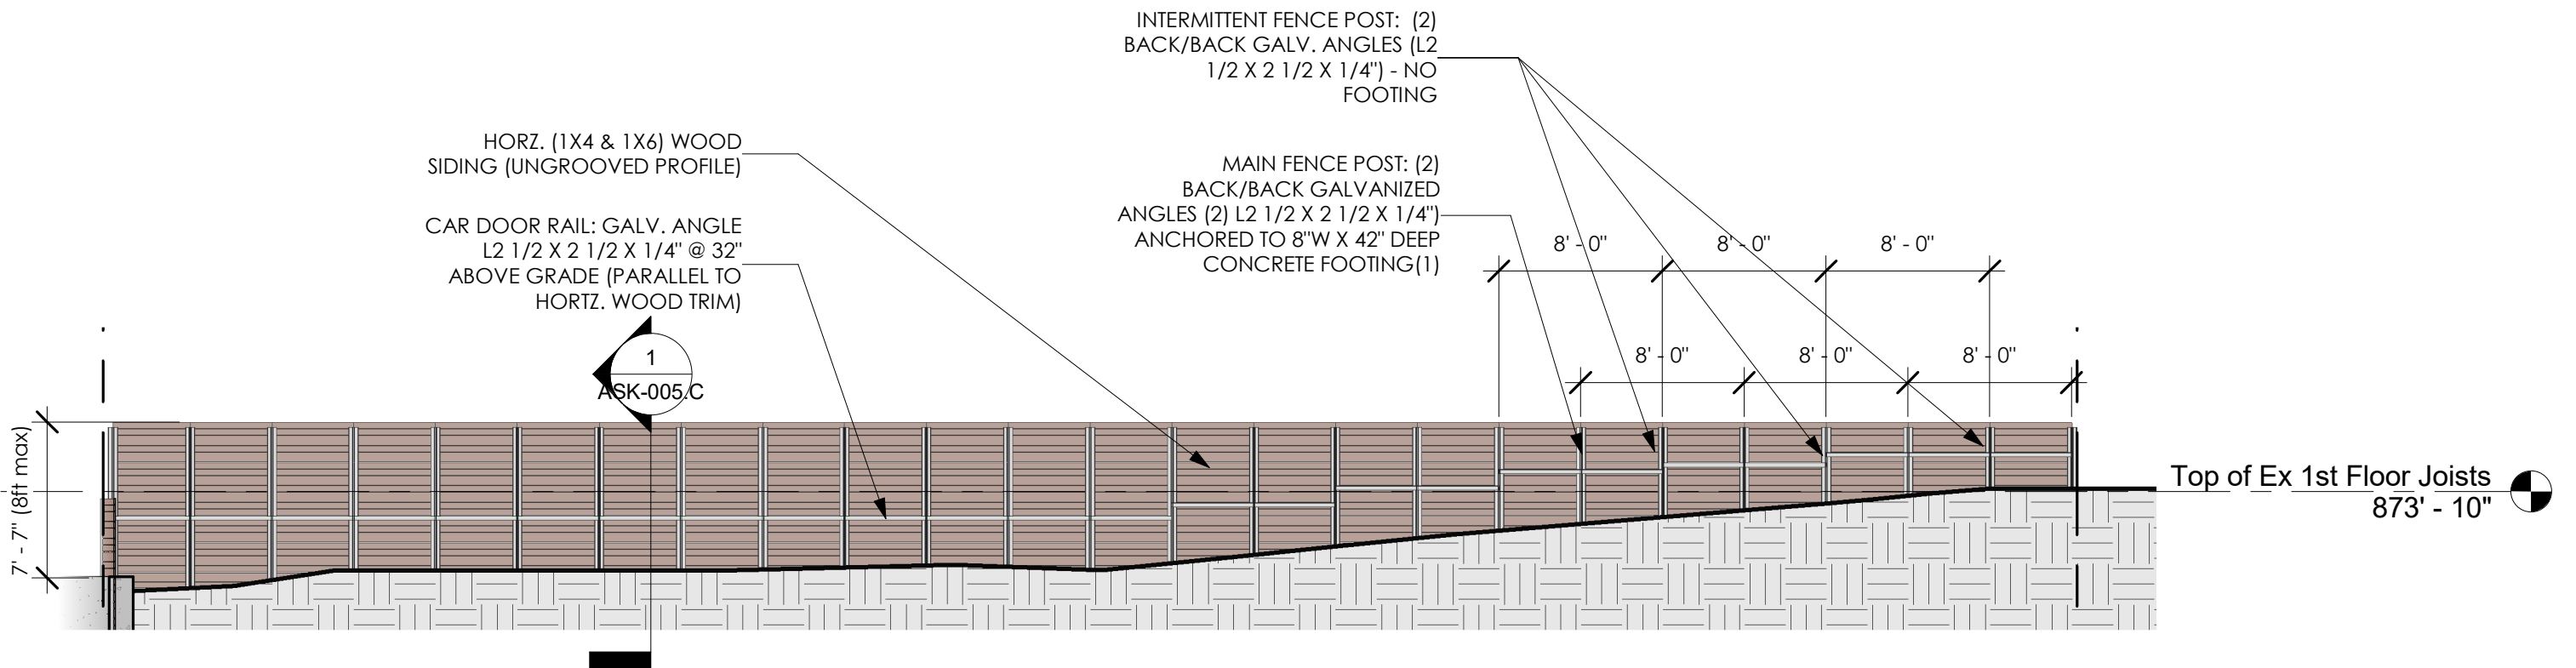 INTERMITTENT FENCE POST:  (2)
BACK/BACK GALV. ANGLES (L2
1/2 X 2 1/2 X 1/4") - NO
FOOTING
HORZ. (1X4 & 1X6) WOOD
SIDING (UNGROOVED PROFILE)
MAIN FENCE POST: (2)
BACK/BACK GALVANIZED
ANGLES (2) L2 1/2 X 2 1/2 X 1/4")
ANCHORED TO 8"W X 42" DEEP
CONCRETE FOOTING(1)
CAR DOOR RAIL: GALV. ANGLE
L2 1/2 X 2 1/2 X 1/4" @ 32"
ABOVE GRADE (PARALLEL TO
HORTZ. WOOD TRIM)
8' - 0"
8' - 0"
8' - 0"
1
ASK-005.C
8' - 0"
8' - 0"
8' - 0"
7' - 7" (8ft max)
Top of Ex 1st Floor Joists
873' - 10"